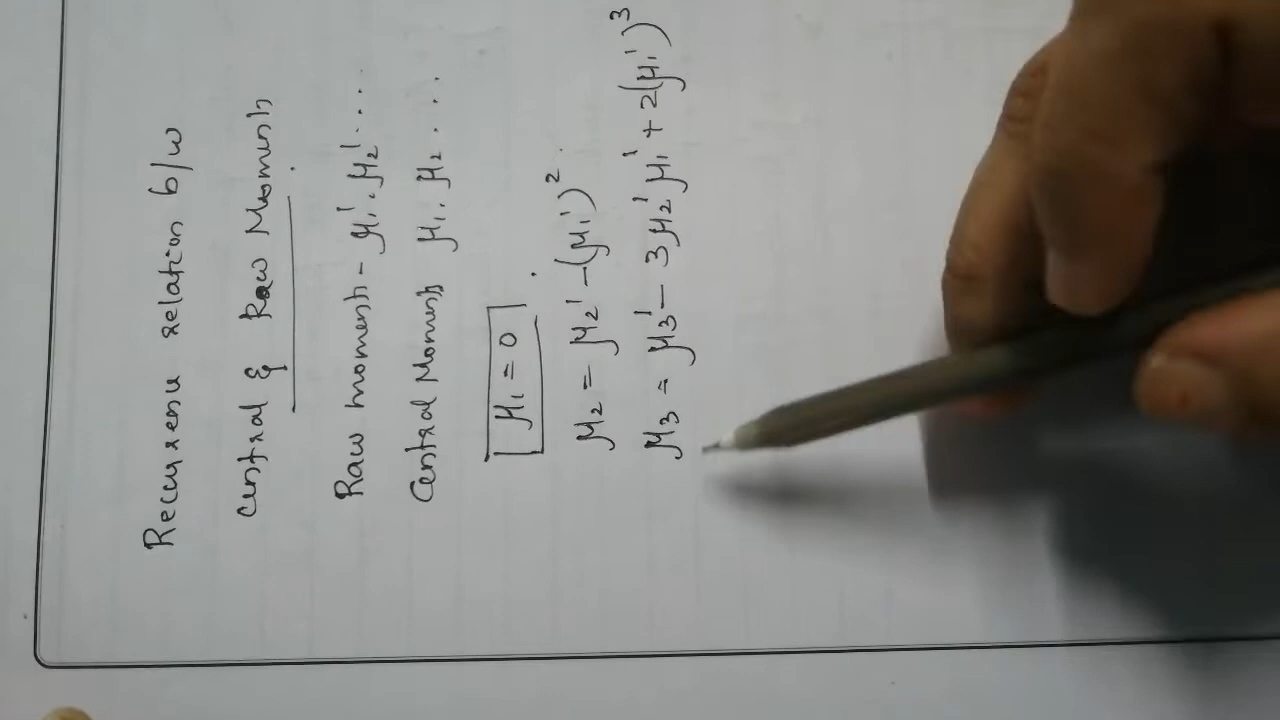 Recurrence relation b/w
Central & Raw Moments.
Raw moments - μ₁'. μ₂'....
Central Moments μ₁. μ₂....
μ₁ = 0.
μ₂ = μ₂' - (μ₁')².
μ₃ = μ₃' - 3μ₂'μ₁' + 2(μ₁')³